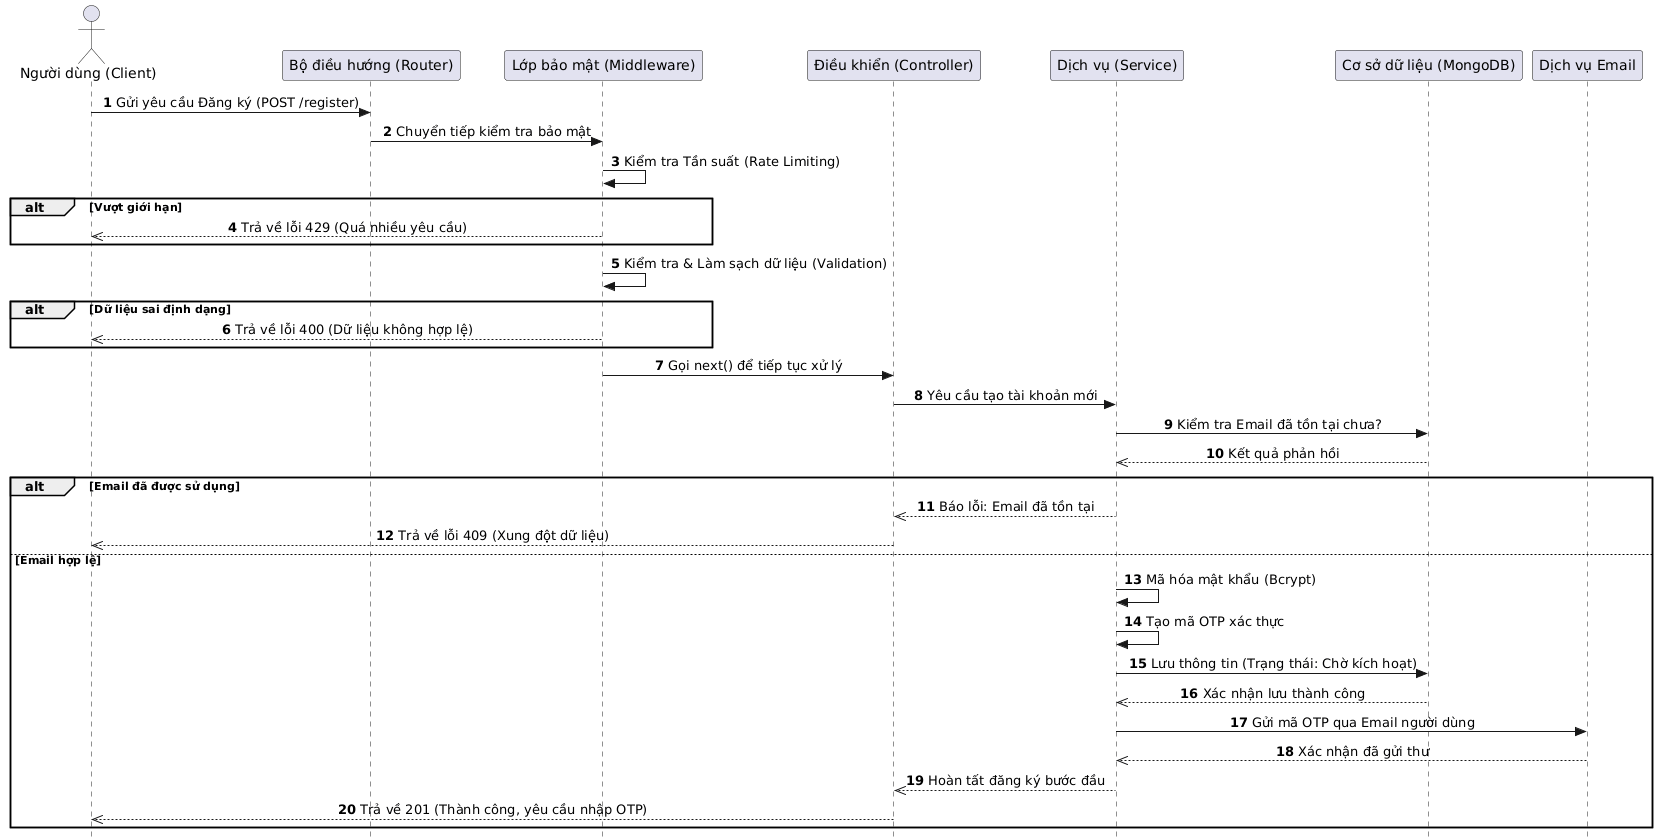 Người dùng (Client)
Bộ điều hướng (Router)
Lớp bảo mật (Middleware)
Điều khiển (Controller)
Dịch vụ (Service)
Cơ sở dữ liệu (MongoDB)
Dịch vụ Email
1 Gửi yêu cầu Đăng ký (POST /register)
2 Chuyển tiếp kiểm tra bảo mật
3 Kiểm tra Tần suất (Rate Limiting)
alt [Vượt giới hạn]
4 Trả về lỗi 429 (Quá nhiều yêu cầu)
5 Kiểm tra & Làm sạch dữ liệu (Validation)
alt [Dữ liệu sai định dạng]
6 Trả về lỗi 400 (Dữ liệu không hợp lệ)
7 Gọi next() để tiếp tục xử lý
8 Yêu cầu tạo tài khoản mới
9 Kiểm tra Email đã tồn tại chưa?
10 Kết quả phản hồi
alt [Email đã được sử dụng]
11 Báo lỗi: Email đã tồn tại
12 Trả về lỗi 409 (Xung đột dữ liệu)
[Email hợp lệ]
13 Mã hóa mật khẩu (Bcrypt)
14 Tạo mã OTP xác thực
15 Lưu thông tin (Trạng thái: Chờ kích hoạt)
16 Xác nhận lưu thành công
17 Gửi mã OTP qua Email người dùng
18 Xác nhận đã gửi thư
19 Hoàn tất đăng ký bước đầu
20 Trả về 201 (Thành công, yêu cầu nhập OTP)